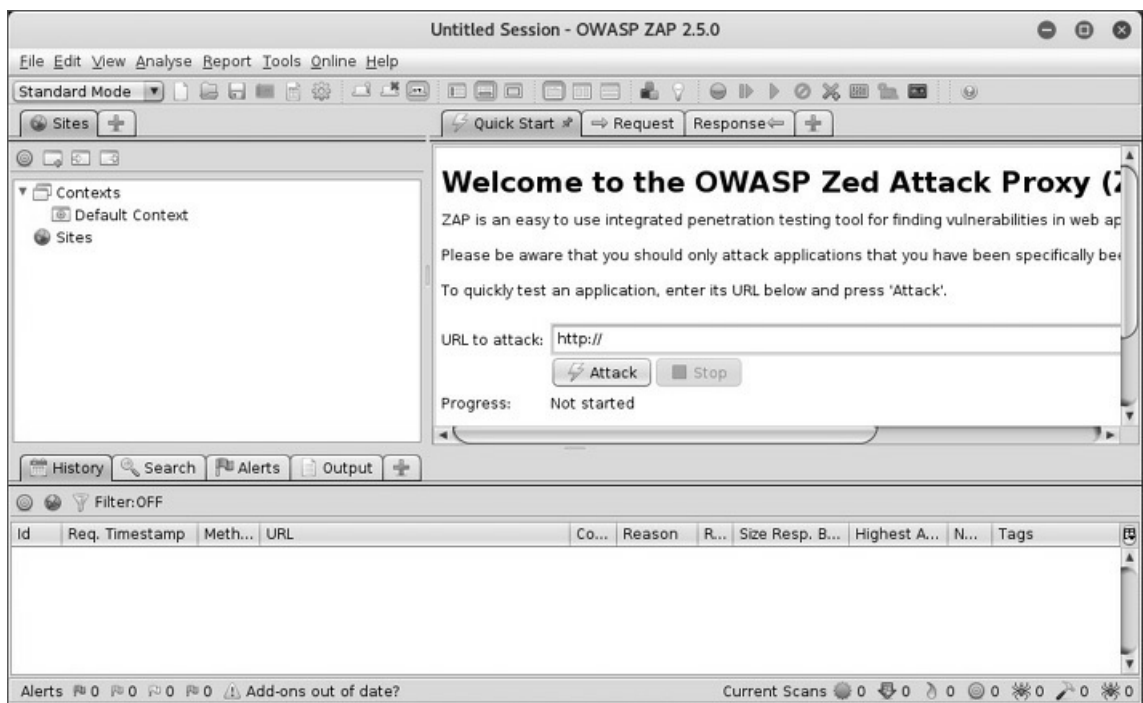 Untitled Session - OWASP ZAP 2.5.0
File Edit View Analyse Report Tools Online Help
Standard Mode
Sites
Quick Start Request Response
Contexts
Default Context
Sites
Welcome to the OWASP Zed Attack Proxy (Z
ZAP is an easy to use integrated penetration testing tool for finding vulnerabilities in web ap
Please be aware that you should only attack applications that you have been specifically bee
To quickly test an application, enter its URL below and press 'Attack'.
URL to attack: http://
Attack Stop
Progress: Not started
History Search Alerts Output
Filter:OFF
Id Req. Timestamp Meth... URL Co... Reason R... Size Resp. B... Highest A... N... Tags
Alerts 0 0 0 0 Add-ons out of date? Current Scans 0 0 0 0 0 0 0